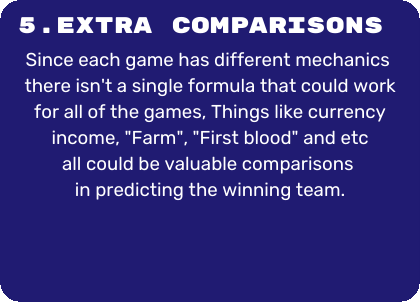 5.EXTRA COMPARISONS
Since each game has different mechanics
there isn't a single formula that could work
for all of the games, Things like currency
income, "Farm", "First blood" and etc
all could be valuable comparisons
in predicting the winning team.